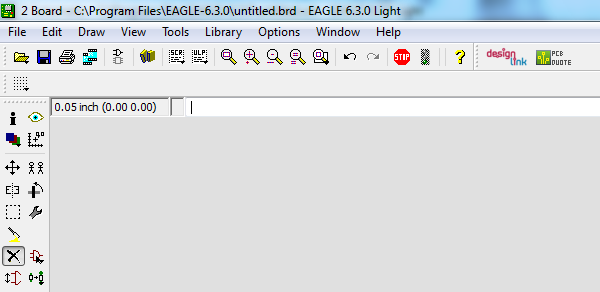 2 Board - C:\Program Files\EAGLE-6.3.0\untitled.brd - EAGLE 6.3.0 Light
File Edit Draw View Tools Library Options Window Help
SCR ULP STOP ? design link PCB QUOTE
0.05 inch (0.00 0.00)
i